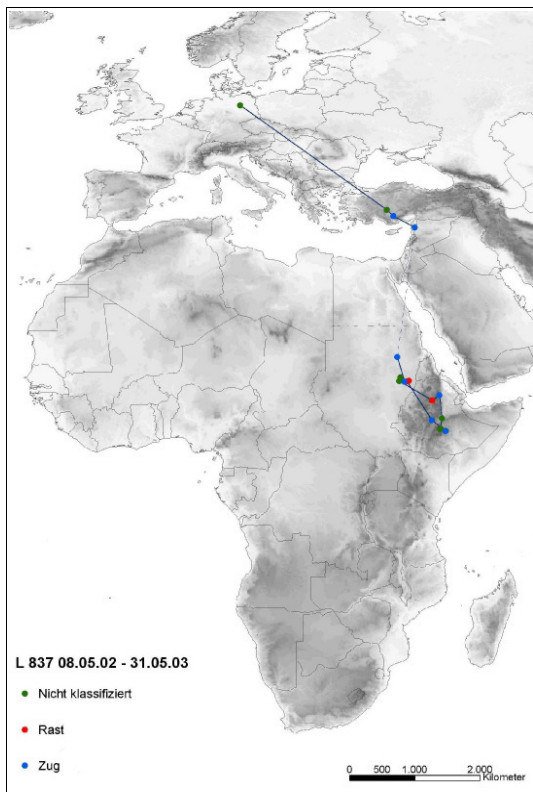 L 837 08.05.02 - 31.05.03
Nicht klassifiziert
Rast
Zug
0 500 1.000 2.000
Kilometer